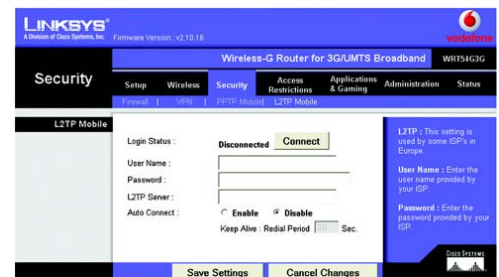 LINKSYS®
A Division of Cisco Systems, Inc.
Firmware Version : v2.10.16
vodafone
Wireless-G Router for 3G/UMTS Broadband WRT54G3G
Security
Setup Wireless Security Access Restrictions Applications & Gaming Administration Status
Firewall | VPN | PPTP Mobile| L2TP Mobile
L2TP Mobile
Login Status : Disconnected Connect
User Name :
Password :
L2TP Server :
Auto Connect : Enable Disable
Keep Alive : Redial Period Sec.
L2TP : This
setting is
used by some ISP's in
Europe.
User Name : Enter the
user name provided by
your ISP.
Password : Enter the
password provided by your
ISP.
Save Settings Cancel Changes
CISCO SYSTEMS